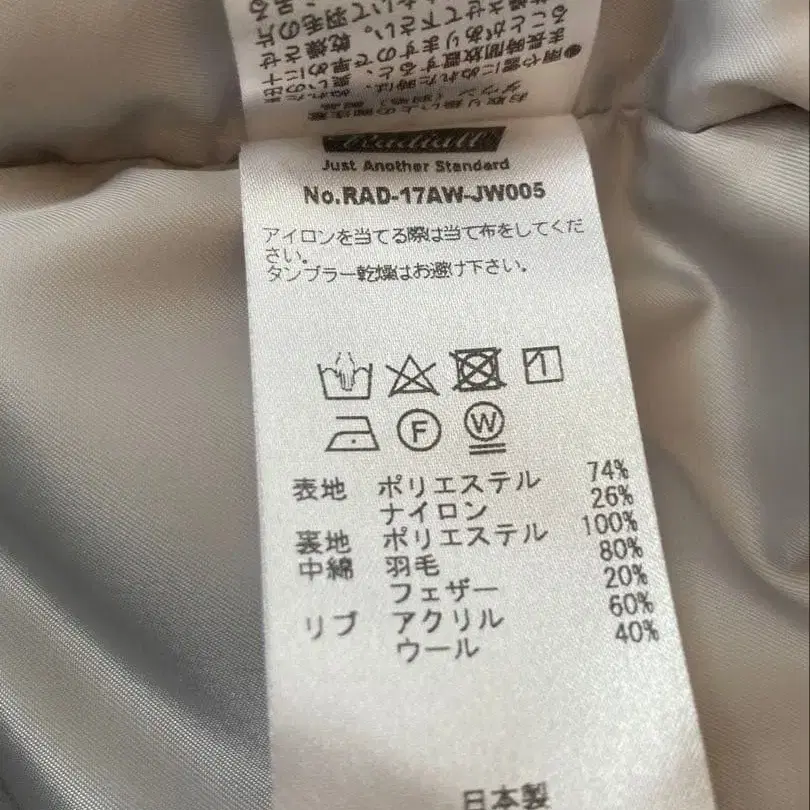 Radiall
Just Another Standard
No.RAD-17AW-JW005
アイロンを当てる際は当て布をしてくだ
さい。
タンブラー乾燥はお避け下さい。
F
W
表地 ポリエステル 74%
ナイロン 26%
裏地 ポリエステル 100%
中綿 羽毛 80%
フェザー 20%
リブ アクリル 60%
ウール 40%
日本製